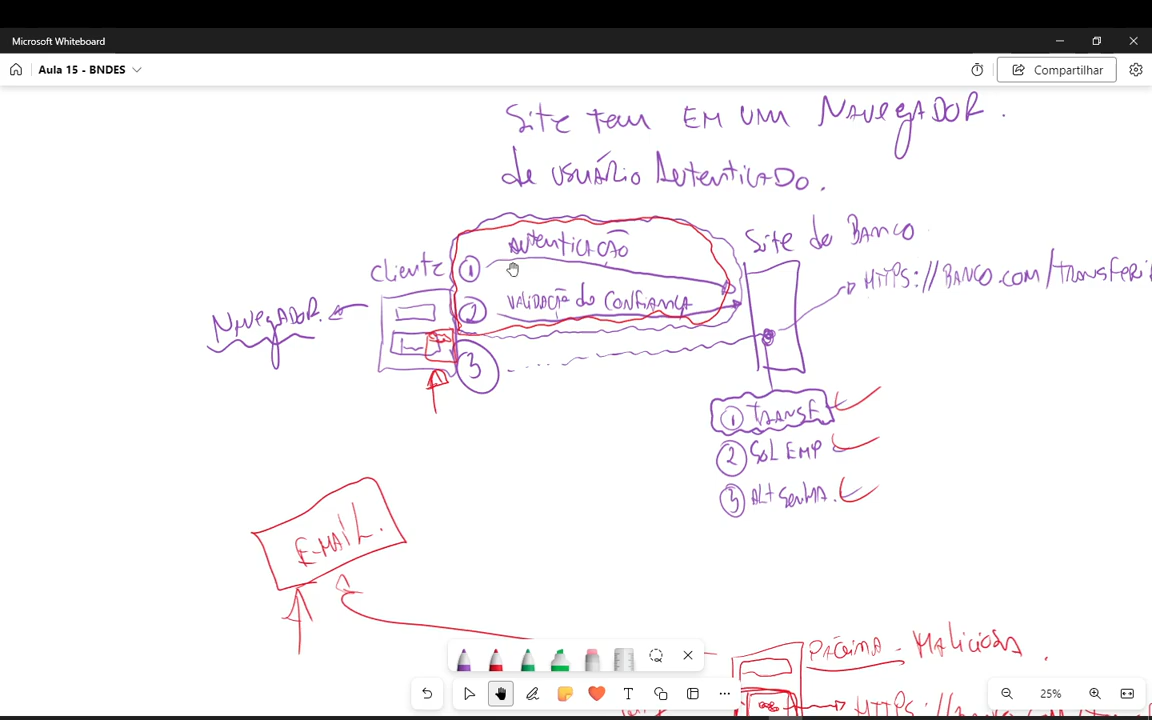 Microsoft Whiteboard
Aula 15 - BNDES
Compartilhar
Site tem EM UM NAVEGADOR.
de usuário Autenticado.
Site do Banco
Autenticação
cliente
1
HTTPS://BANCO.com/TRANSFERI
2
validação do CONFIANÇA
NAVEGADOR.
3
1 TRANSF
2 Sol EMP
3 Alt Senha.
E-MAIL.
PÁGINA MALICIOSA.
HTTPS://
25%